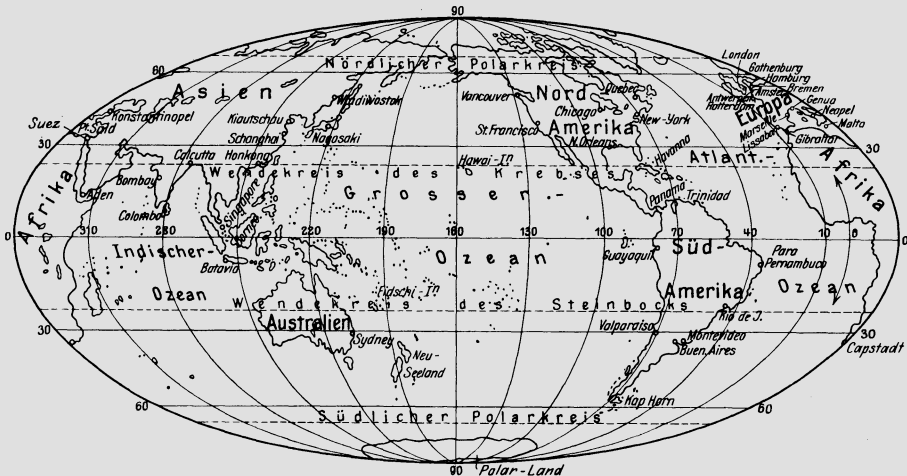 90
Nördlicher Polarkreis
60
Asien
Wladiwostok
Konstantinopel
Kiautschau
Schanghai
Nagasaki
Suez
Pt. Said
30
Calcutta
Honkong
Wendekreis des Krebses
Hawai-In
Bombay
Aden
Colombo
Singapore
Afrika
Grosser-
Vancouver
Nord
Quebec
Chicago
New-York
St. Francisco
Amerika
N. Orleans
Havanna
Atlant.-
Panama
Trinidad
London
Gothenburg
Hamburg
Bremen
Amsterd.
Antwerpen
Rotterdam
Europa
Genua
Neapel
Marseille
Malta
Lissabon
Gibraltar
30
Afrika
0
310
280
220
190
160
130
100
70
40
10
0
Indischer-
Batavia
Ozean
Guayaquil
Süd-
Para
Pernambuco
Ozean
Fidschi-In
Ozean
Wendekreis des Steinbocks
Amerika
Rio de J.
Australien
30
Sydney
Valparaiso
Montevideo
Buen. Aires
30
Capstadt
Neu-
Seeland
60
Kap Horn
60
Südlicher Polarkreis
90
Polar-Land